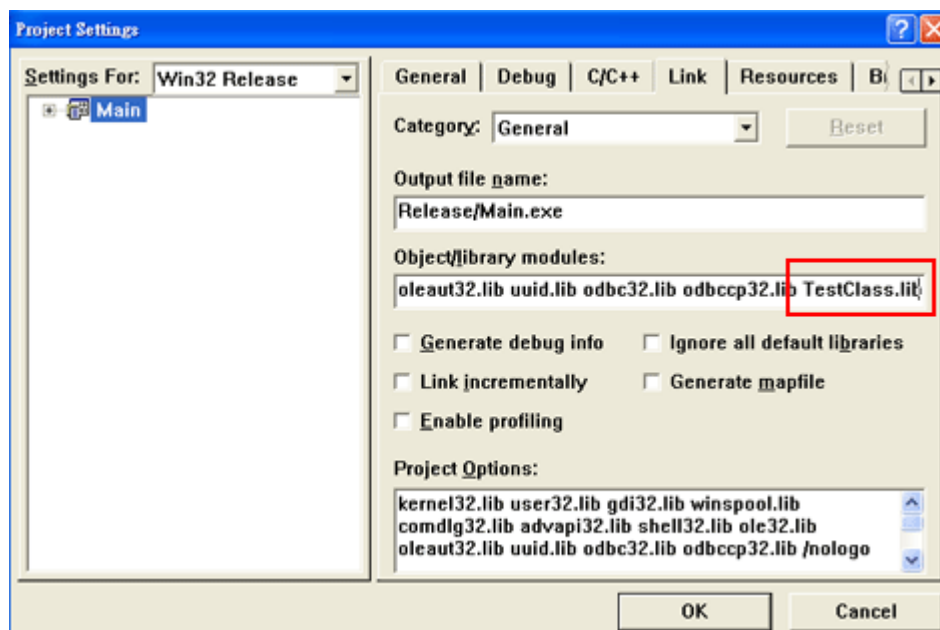 Project Settings
Settings For: Win32 Release
Main
General Debug C/C++ Link Resources
Category: General Reset
Output file name:
Release/Main.exe
Object/library modules:
oleaut32.lib uuid.lib odbc32.lib odbccp32.lib TestClass.lib
Generate debug info Ignore all default libraries
Link incrementally Generate mapfile
Enable profiling
Project Options:
kernel32.lib user32.lib gdi32.lib winspool.lib
comdlg32.lib advapi32.lib shell32.lib ole32.lib
oleaut32.lib uuid.lib odbc32.lib odbccp32.lib /nologo
OK Cancel